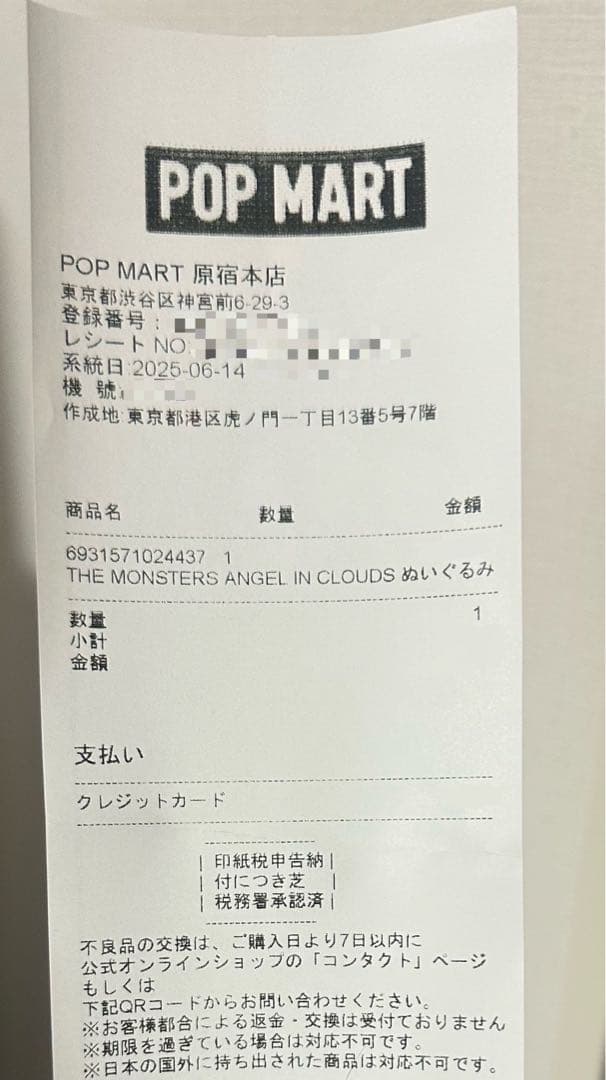 POP MART
POP MART 原宿本店
東京都渋谷区神宮前6-29-3
登録番号:
レシートNO
系統日:2025-06-14
機 號:
作成地:東京都港区虎ノ門一丁目13番5号7階
商品名 数量 金額
6931571024437 1
THE MONSTERS ANGEL IN CLOUDS ぬいぐるみ
数量 1
小計
金額
支払い
クレジットカード
| 印紙税申告納 |
| 付につき芝 |
| 税務署承認済 |
不良品の交換は、ご購入日より7日以内に
公式オンラインショップの「コンタクト」ページ
もしくは
下記QRコードからお問い合わせください。
※お客様都合による返金・交換は受付ておりません
※期限を過ぎている場合は対応不可です。
※日本の国外に持ち出された商品は対応不可です。